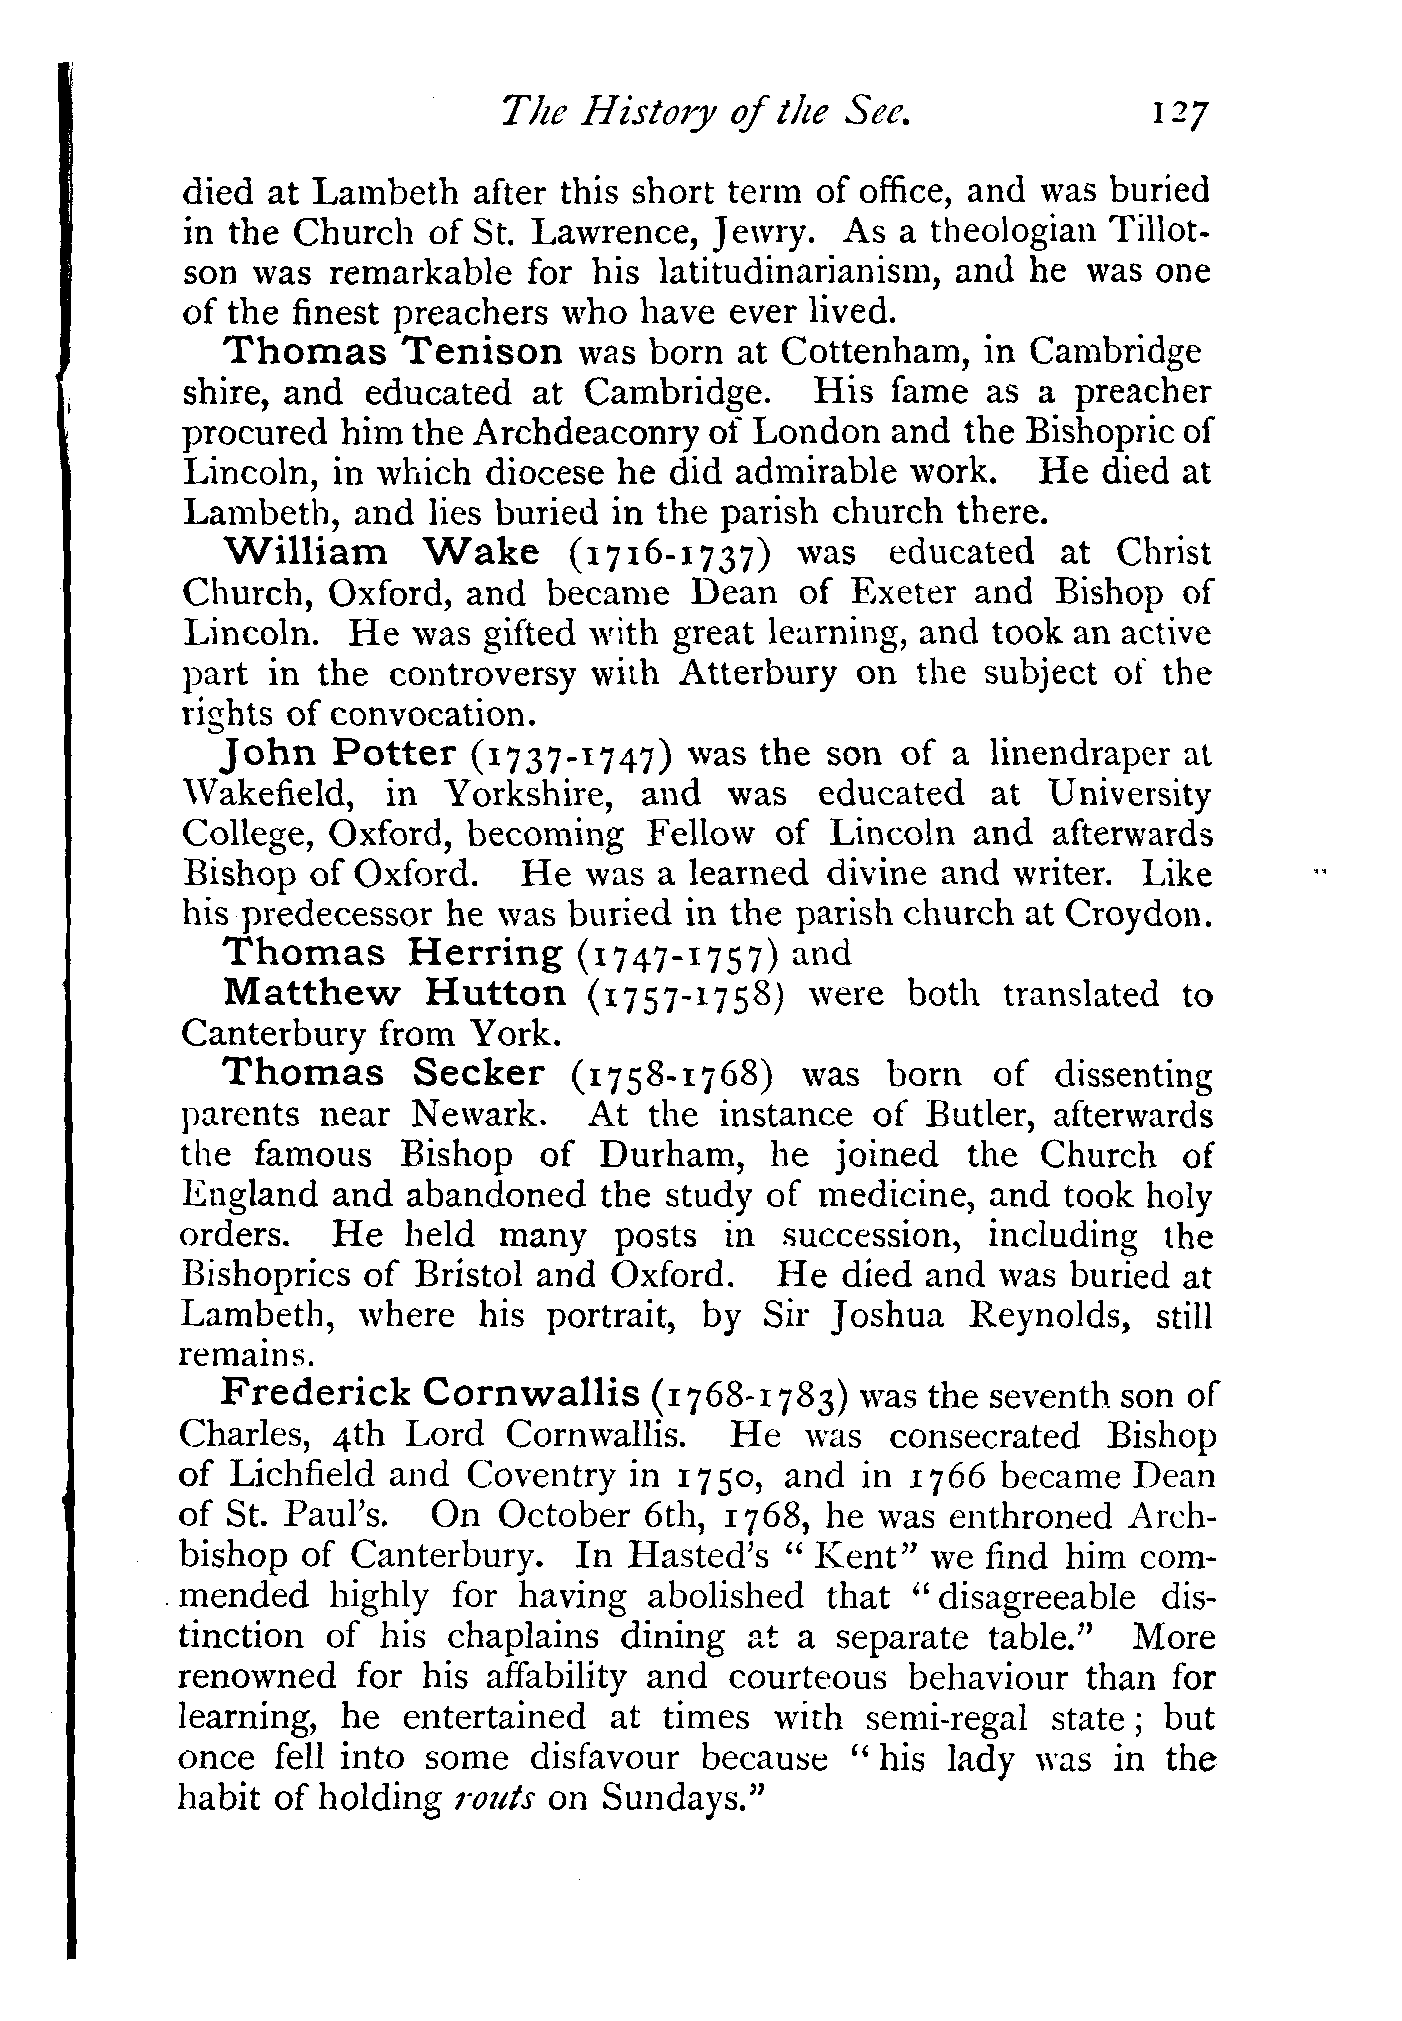 The History of the See. 127
died at Lambeth after this short term of office, and was buried
in the Church of St. Lawrence, Jewry. As a theologian Tillot-
son was remarkable for his latitudinarianism, and he was one
of the finest preachers who have ever lived.
Thomas Tenison was born at Cottenham, in Cambridge
shire, and educated at Cambridge. His fame as a preacher
procured him the Archdeaconry of London and the Bishopric of
Lincoln, in which diocese he did admirable work. He died at
Lambeth, and lies buried in the parish church there.
William Wake (1716-1737) was educated at Christ
Church, Oxford, and became Dean of Exeter and Bishop of
Lincoln. He was gifted with great learning, and took an active
part in the controversy with Atterbury on the subject of the
rights of convocation.
John Potter (1737-1747) was the son of a linendraper at
Wakefield, in Yorkshire, and was educated at University
College, Oxford, becoming Fellow of Lincoln and afterwards
Bishop of Oxford. He was a learned divine and writer. Like
his predecessor he was buried in the parish church at Croydon.
Thomas Herring (1747-1757) and
Matthew Hutton (1757-1758) were both translated to
Canterbury from York.
Thomas Secker (1758-1768) was born of dissenting
parents near Newark. At the instance of Butler, afterwards
the famous Bishop of Durham, he joined the Church of
England and abandoned the study of medicine, and took holy
orders. He held many posts in succession, including the
Bishoprics of Bristol and Oxford. He died and was buried at
Lambeth, where his portrait, by Sir Joshua Reynolds, still
remains.
Frederick Cornwallis (1768-1783) was the seventh son of
Charles, 4th Lord Cornwallis. He was consecrated Bishop
of Lichfield and Coventry in 1750, and in 1766 became Dean
of St. Paul's. On October 6th, 1768, he was enthroned Arch-
bishop of Canterbury. In Hasted's "Kent" we find him com-
mended highly for having abolished that "disagreeable dis-
tinction of his chaplains dining at a separate table." More
renowned for his affability and courteous behaviour than for
learning, he entertained at times with semi-regal state; but
once fell into some disfavour because "his lady was in the
habit of holding routs on Sundays."